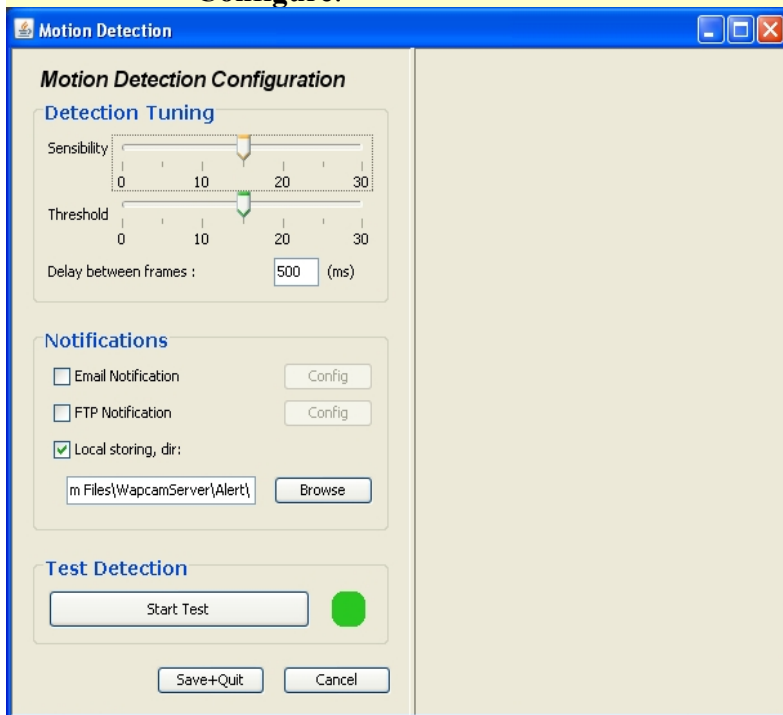 Configure.
Motion Detection
Motion Detection Configuration
Detection Tuning
Sensibility
0 10 20 30
Threshold
0 10 20 30
Delay between frames : 500 (ms)
Notifications
Email Notification Config
FTP Notification Config
Local storing, dir:
m Files\WapcamServer\Alert\ Browse
Test Detection
Start Test
Save+Quit Cancel